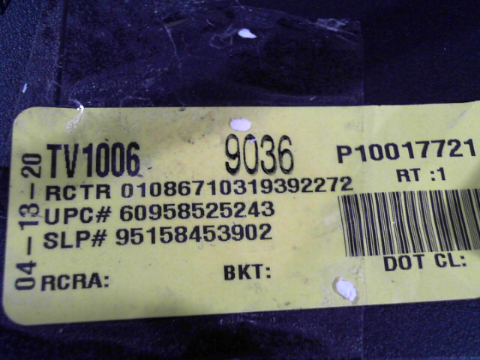 04-13-20
TV1006 9036 P10017721
RCTR 01086710319392272 RT :1
UPC# 60958525243
SLP# 95158453902
RCRA: BKT: DOT CL: